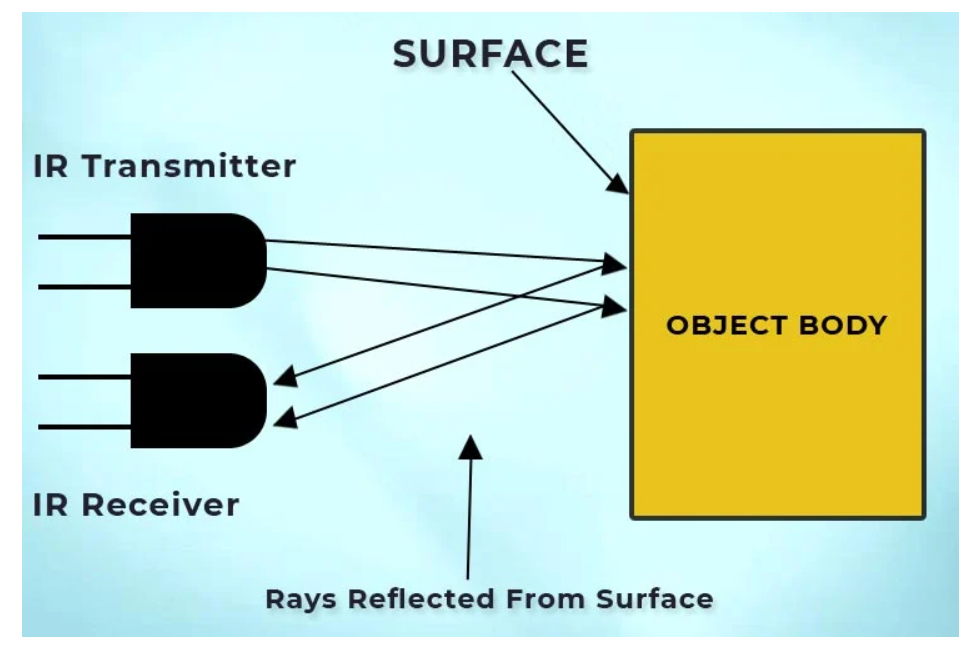 SURFACE
IR Transmitter
OBJECT BODY
IR Receiver
Rays Reflected From Surface